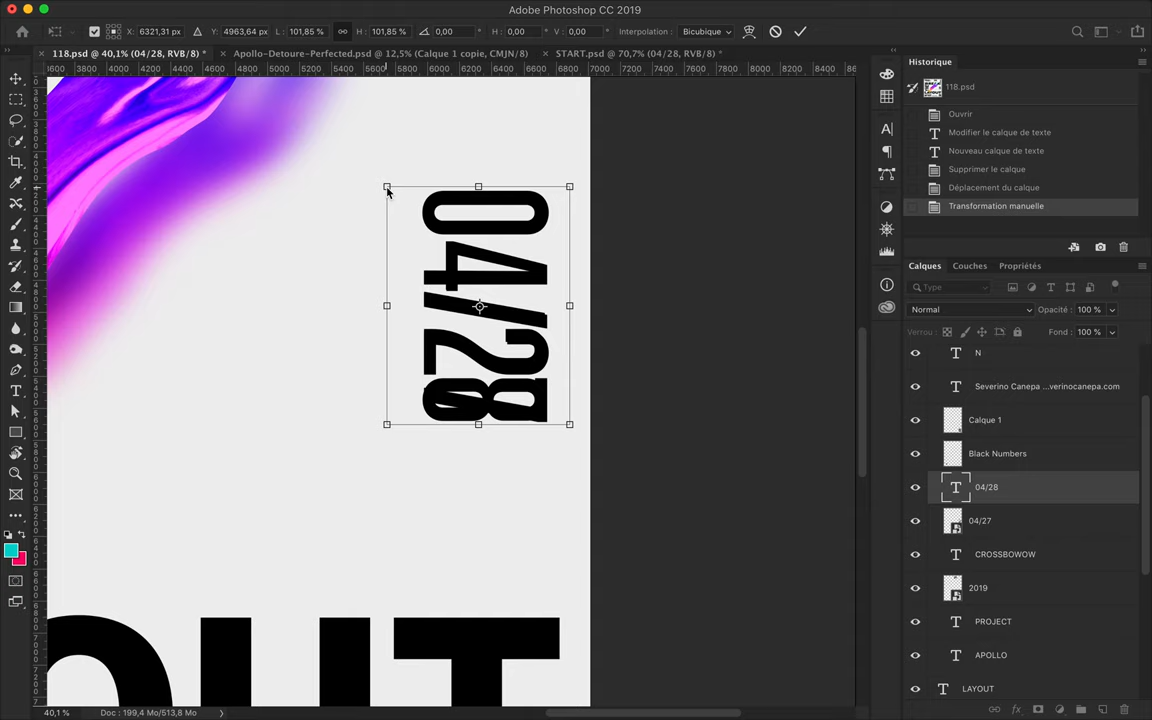 Adobe Photoshop CC 2019
X: 6321,31 px Y: 4963,64 px L: 101,85 % H: 101,85 % 0,00 H: 0,00 V: 0,00 Interpolation : Bicubique
118.psd @ 40,1% (04/28, RVB/8) * Apollo-Detoure-Perfected.psd @ 12,5% (Calque 1 copie, CMJN/8) START.psd @ 70,7% (04/28, RVB/8) *
3600 3800 4000 4200 4400 4600 4800 5000 5200 5400 5600 5800 6000 6200 6400 6600 6800 7000 7200 7400 7600 7800 8000 8200 8400 86
Historique
118.psd
Ouvrir
Modifier le calque de texte
Nouveau calque de texte
Supprimer le calque
Déplacement du calque
Transformation manuelle
Calques Couches Propriétés
Type
Normal Opacité : 100 %
Verrou : Fond : 100 %
N
Severino Canepa ...verinocanepa.com
Calque 1
Black Numbers
04/28
04/27
CROSSBOWOW
2019
PROJECT
APOLLO
LAYOUT
04/28
OUT
40,1 % Doc : 199,4 Mo/513,8 Mo